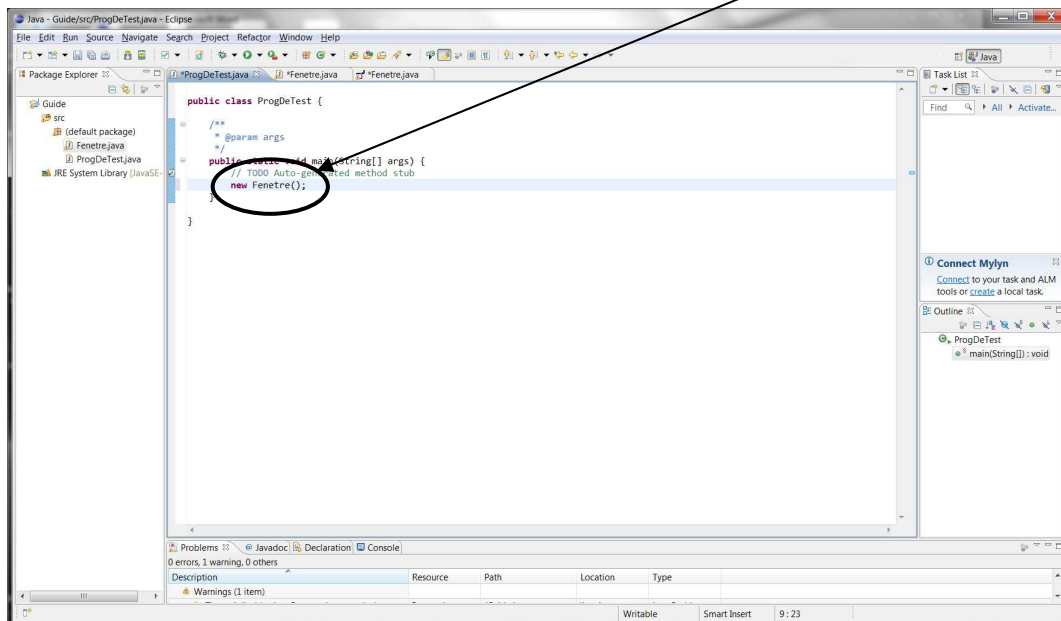 Java - Guide/src/ProgDeTest.java - Eclipse
File Edit Run Source Navigate Search Project Refactor Window Help
Java
Package Explorer
*ProgDeTest.java
*Fenetre.java
*Fenetre.java
Task List
Guide
src
(default package)
Fenetre.java
ProgDeTest.java
JRE System Library [JavaSE-
public class ProgDeTest {
/**
* @param args
*/
public static void main(String[] args) {
// TODO Auto-generated method stub
new Fenetre();
}
}
Find All Activate...
Connect Mylyn
Connect to your task and ALM
tools or create a local task.
Outline
ProgDeTest
main(String[]) : void
Problems Javadoc Declaration Console
0 errors, 1 warning, 0 others
Description Resource Path Location Type
Warnings (1 item)
Writable Smart Insert 9 : 23